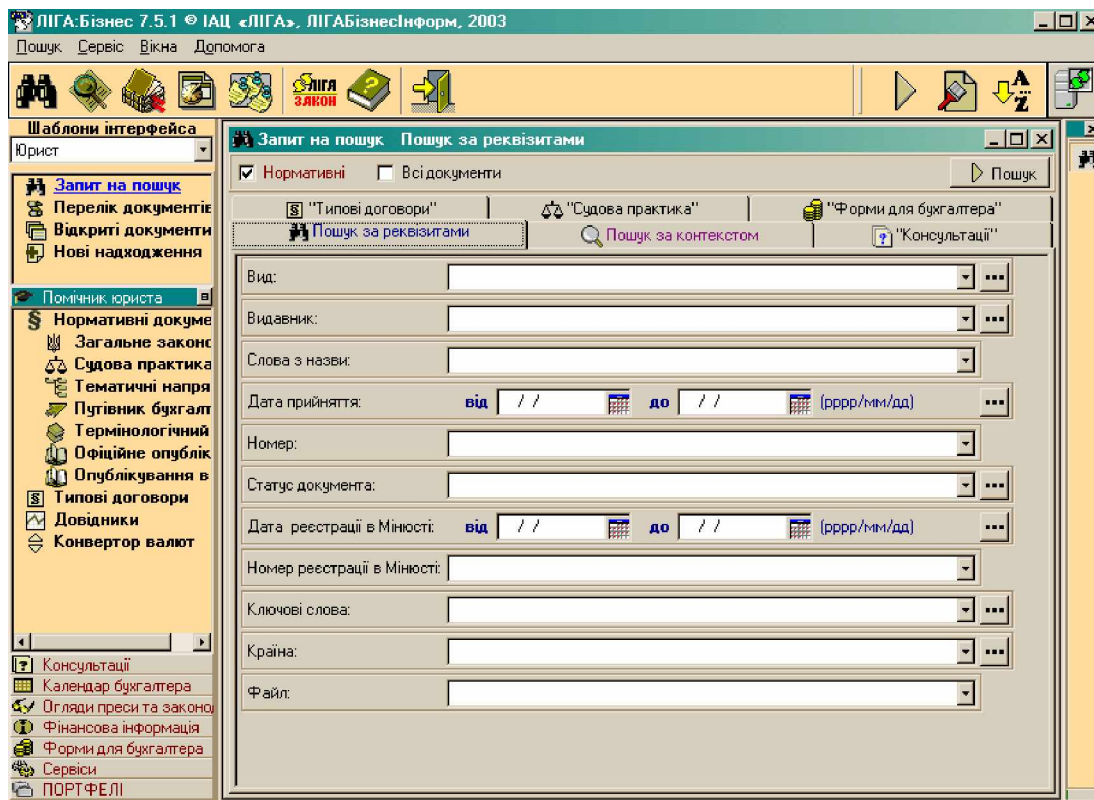 ЛІГА:Бізнес 7.5.1 © ІАЦ «ЛІГА», ЛІГАБізнесІнформ, 2003
Пошук Сервіс Вікна Допомога
ЛІГА
ЗАКОН
A
Z
Шаблони інтерфейса
Юрист
Запит на пошук
Перелік документів
Відкриті документи
Нові надходження
Помічник юриста
Нормативні докуме
Загальне законс
Судова практика
Тематичні напря
Путівник бухгалт
Термінологічний
Офіційне опублік
Опублікування в
Типові договори
Довідники
Конвертор валют
Консультації
Календар бухгалтера
Огляди преси та законо
Фінансова інформація
Форми для бухгалтера
Сервіси
ПОРТФЕЛІ
Запит на пошук Пошук за реквізитами
Нормативні Всі документи Пошук
"Типові договори" "Судова практика" "Форми для бухгалтера"
Пошук за реквізитами Пошук за контекстом "Консультації"
Вид:
Видавник:
Слова з назви:
Дата прийняття: від / / до / / (рррр/мм/дд)
Номер:
Статус документа:
Дата реєстрації в Мінюсті: від / / до / / (рррр/мм/дд)
Номер реєстрації в Мінюсті:
Ключові слова:
Країна:
Файл: